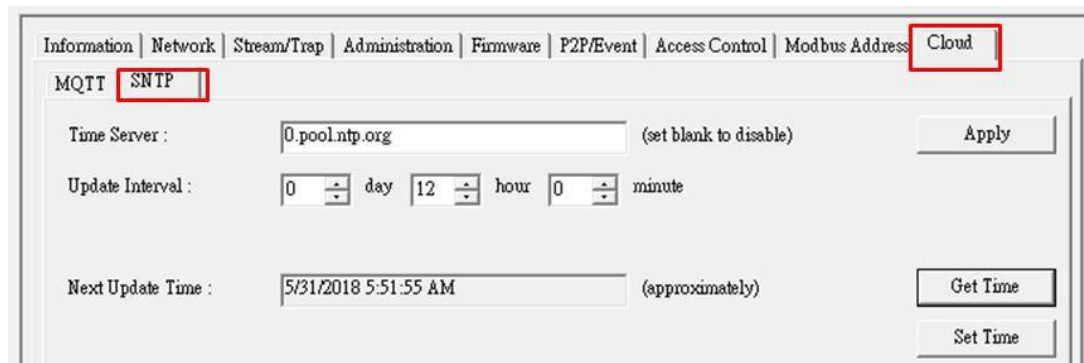 Information Network Stream/Trap Administration Firmware P2P/Event Access Control Modbus Address Cloud
MQTT SNTP
Time Server : 0.pool.ntp.org (set blank to disable) Apply
Update Interval : 0 day 12 hour 0 minute
Next Update Time : 5/31/2018 5:51:55 AM (approximately) Get Time
Set Time